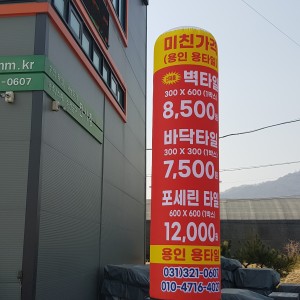 미친가격
(용인 용타일)
벽타일
300 X 600 (1박스)
8,500원
바닥타일
300 X 300 (1박스)
7,500원
포세린 타일
600 X 600 (1박스)
12,000원
용인 용타일
031)321-0607
010-4716-402
nm.kr
-0607